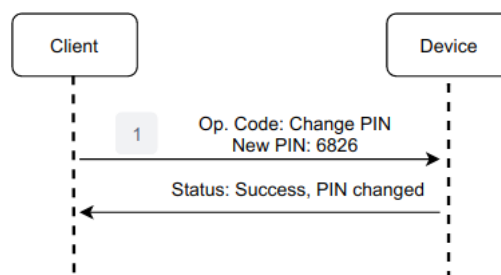 Client
Device
1
Op. Code: Change PIN
New PIN: 6826
Status: Success, PIN changed